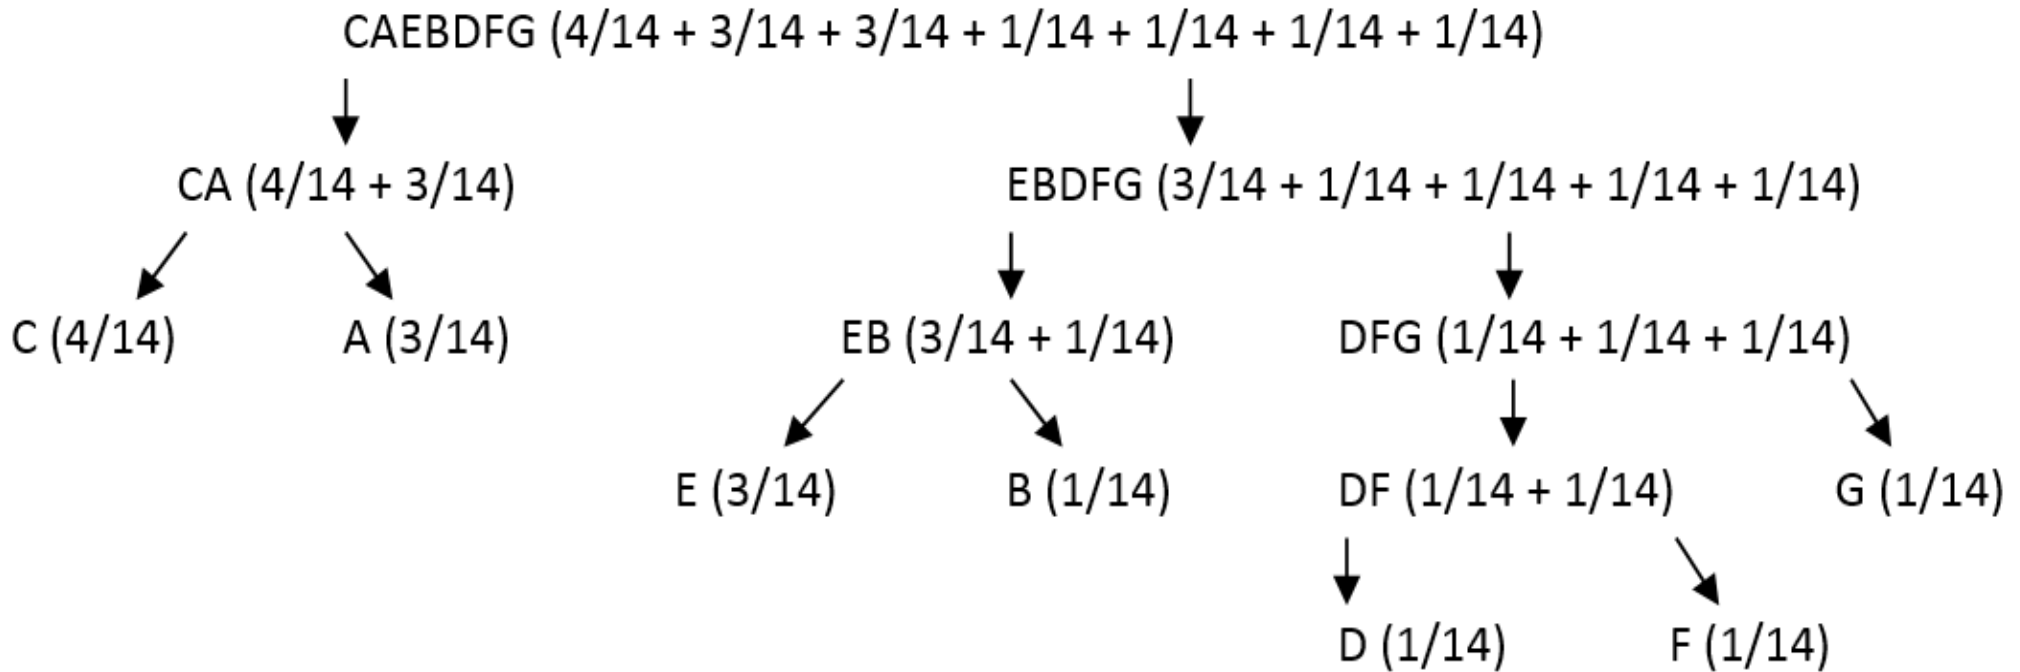 CAEBDFG (4/14 + 3/14 + 3/14 + 1/14 + 1/14 + 1/14 + 1/14)
CA (4/14 + 3/14)
EBDFG (3/14 + 1/14 + 1/14 + 1/14 + 1/14)
C (4/14)
A (3/14)
EB (3/14 + 1/14)
DFG (1/14 + 1/14 + 1/14)
E (3/14)
B (1/14)
DF (1/14 + 1/14)
G (1/14)
D (1/14)
F (1/14)